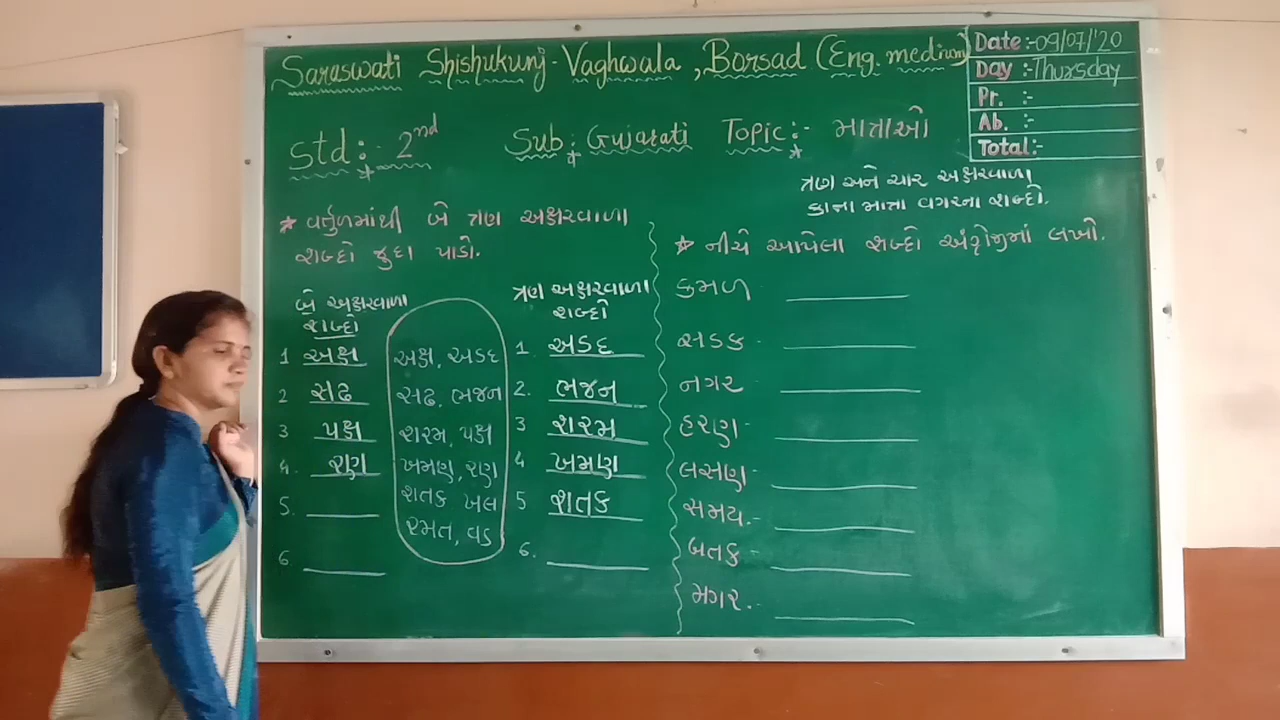 Saraswati Shishukunj - Vaghwala , Borsad (Eng. medium)
Date:- 09/07/'20
Day :- Thursday
Pr. :-
Ab. :-
Total:-
Std :- 2nd Sub : Gujarati Topic:- માત્રાઓ
ત્રણ અને ચાર અક્ષરવાળા
કાના માત્રા વગરના શબ્દો.
* વર્તુળમાંથી બે ત્રણ અક્ષરવાળા
શબ્દો જુદા પાડો.
બે અક્ષરવાળા
શબ્દો
1 અક્ષ
2 સઢ
3 પક્ષ
4. રણ
5.
6.
અક્ષ, અડદ
સઢ, ભજન
શરમ, પક્ષ
ખમણ, રણ
શતક ખલ
રમત, વડ
ત્રણ અક્ષરવાળા
શબ્દો
1. અડદ
2. ભજન
3 શરમ
4 ખમણ
5 શતક
6.
* નીચે આપેલા શબ્દો અંગ્રેજીમાં લખો.
કમળ
સડક -
નગર -
હરણ -
લસણ -
સમય. -
બતક -
મગર. -